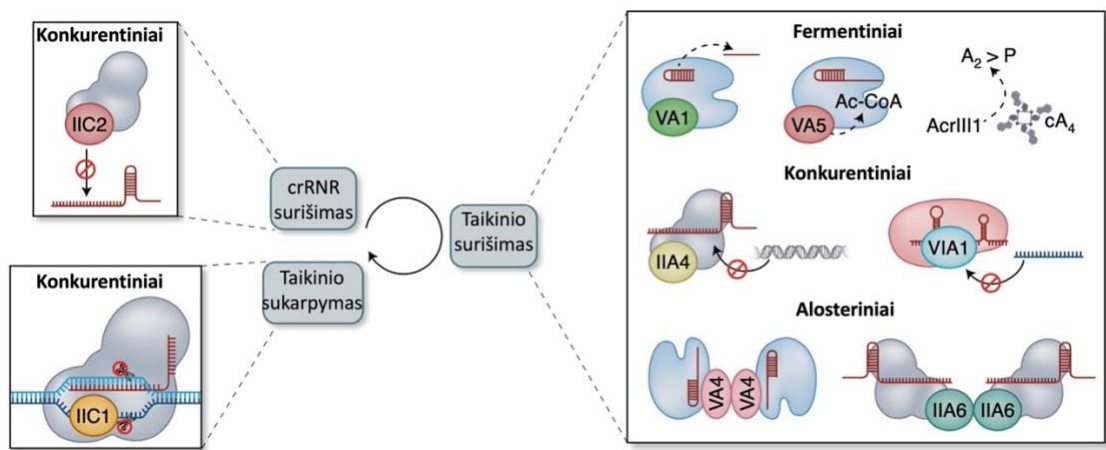 Konkurentiniai
IIC2
crRNR
surišimas
Taikinio
sukarpymas
Taikinio
surišimas
Konkurentiniai
IIC1
Fermentiniai
VA1
VA5
Ac-CoA
A₂ > P
AcrIII1
cA₄
Konkurentiniai
IIA4
VIA1
Alosteriniai
VA4 VA4
IIA6 IIA6